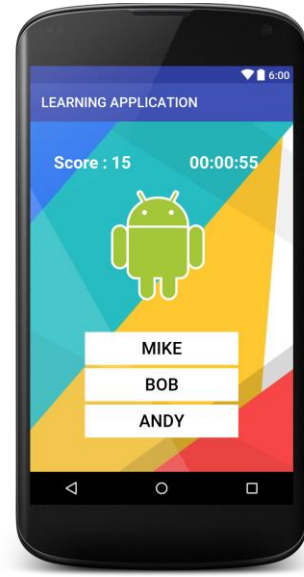 6:00
LEARNING APPLICATION
Score : 15 00:00:55
MIKE
BOB
ANDY